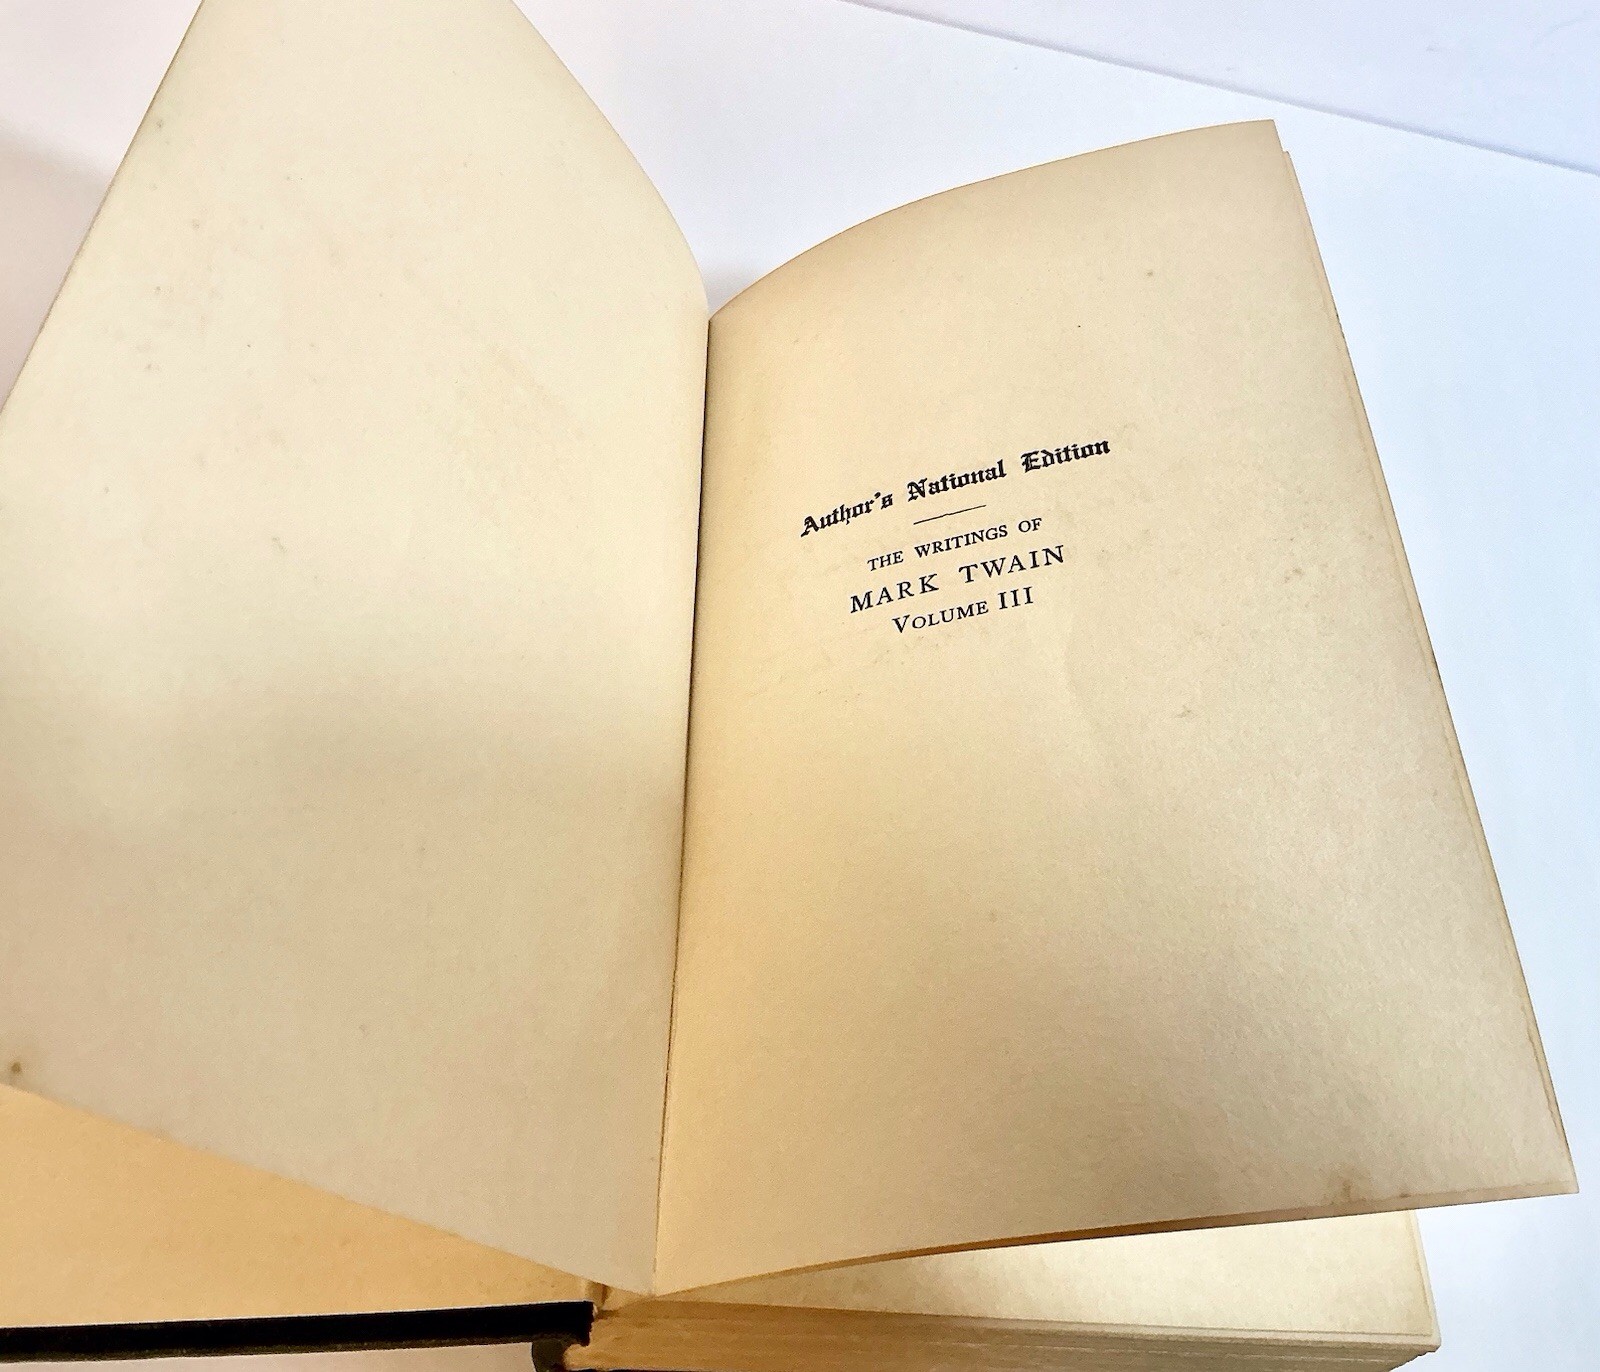 Author's National Edition
THE WRITINGS OF
MARK TWAIN
VOLUME III